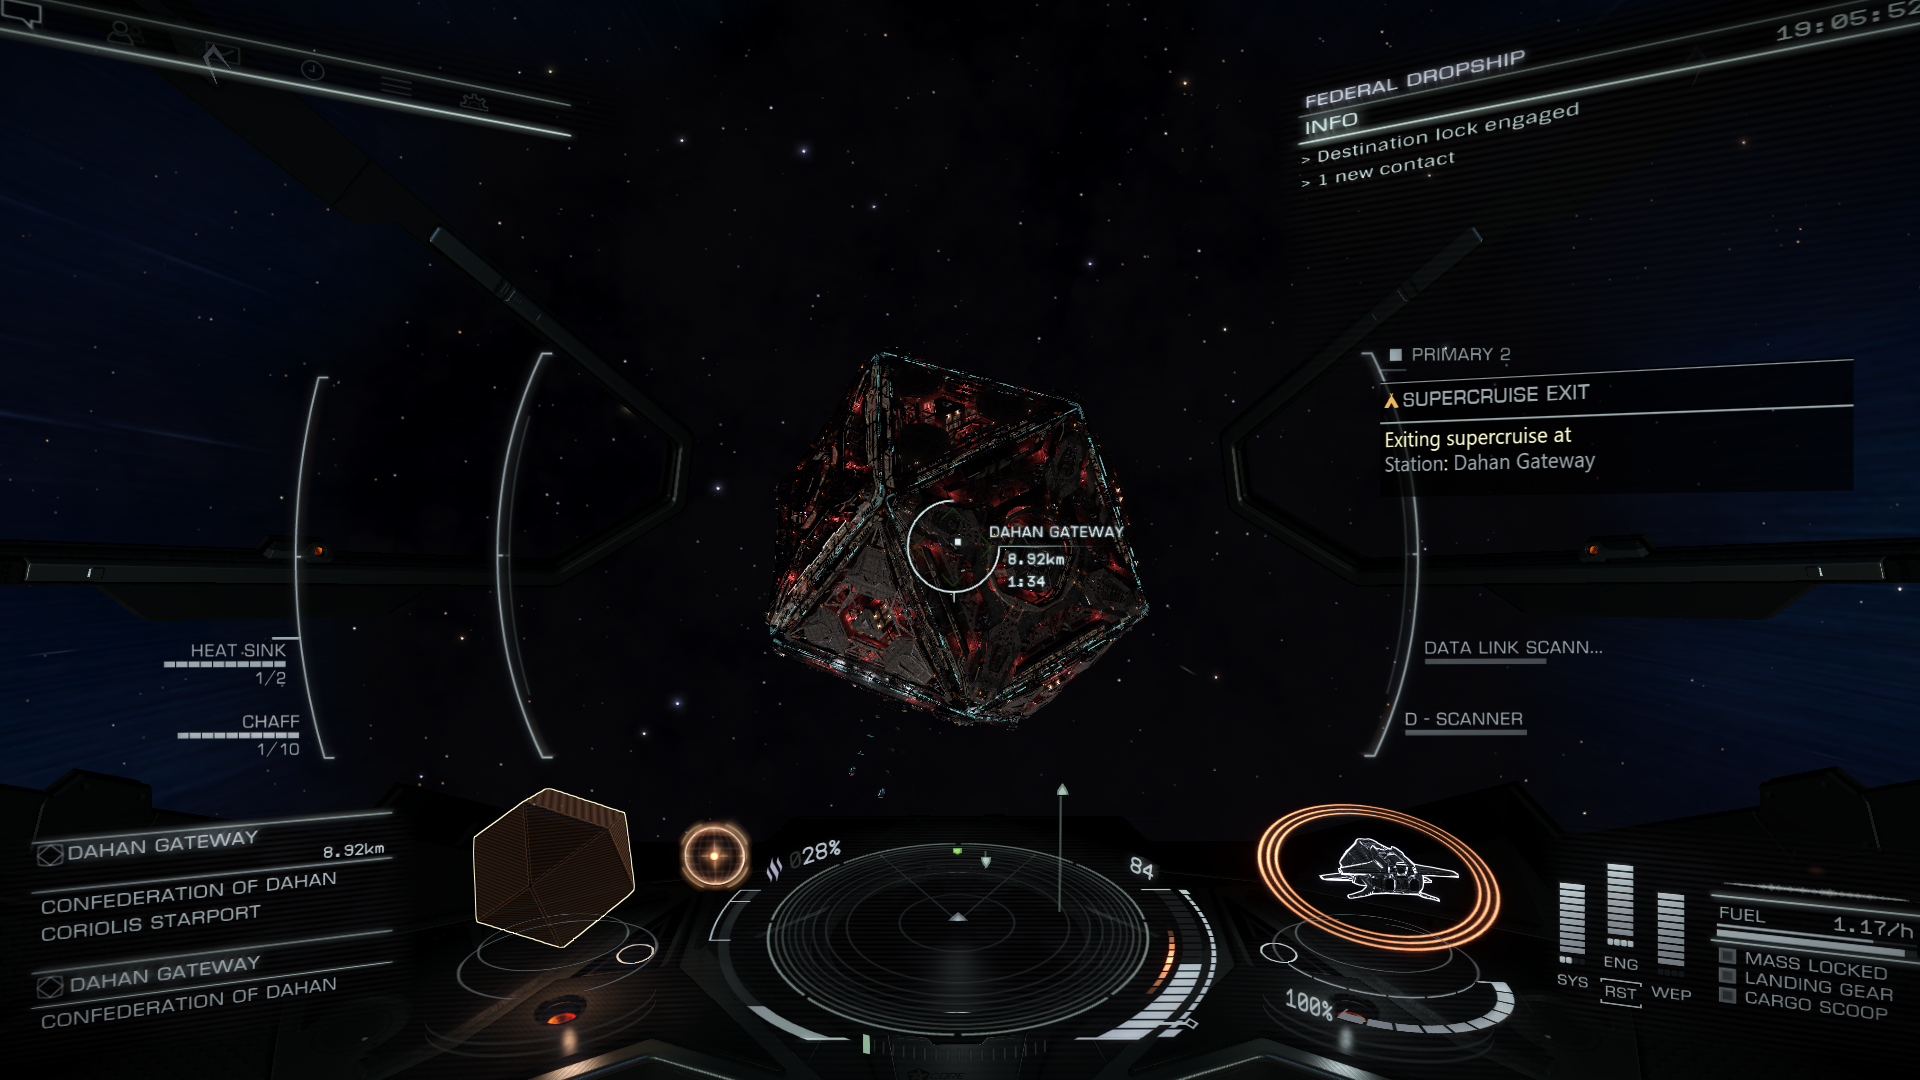 19:05:52
FEDERAL DROPSHIP
INFO
> Destination lock engaged
> 1 new contact
PRIMARY 2
SUPERCRUISE EXIT
Exiting supercruise at
Station: Dahan Gateway
DAHAN GATEWAY
8.92km
1:34
HEAT SINK
1/2
CHAFF
1/10
DATA LINK SCANN...
D - SCANNER
DAHAN GATEWAY
8.92km
CONFEDERATION OF DAHAN
CORIOLIS STARPORT
DAHAN GATEWAY
CONFEDERATION OF DAHAN
028%
84
100%
SYS
ENG
RST
WEP
FUEL
1.17/h
MASS LOCKED
LANDING GEAR
CARGO SCOOP